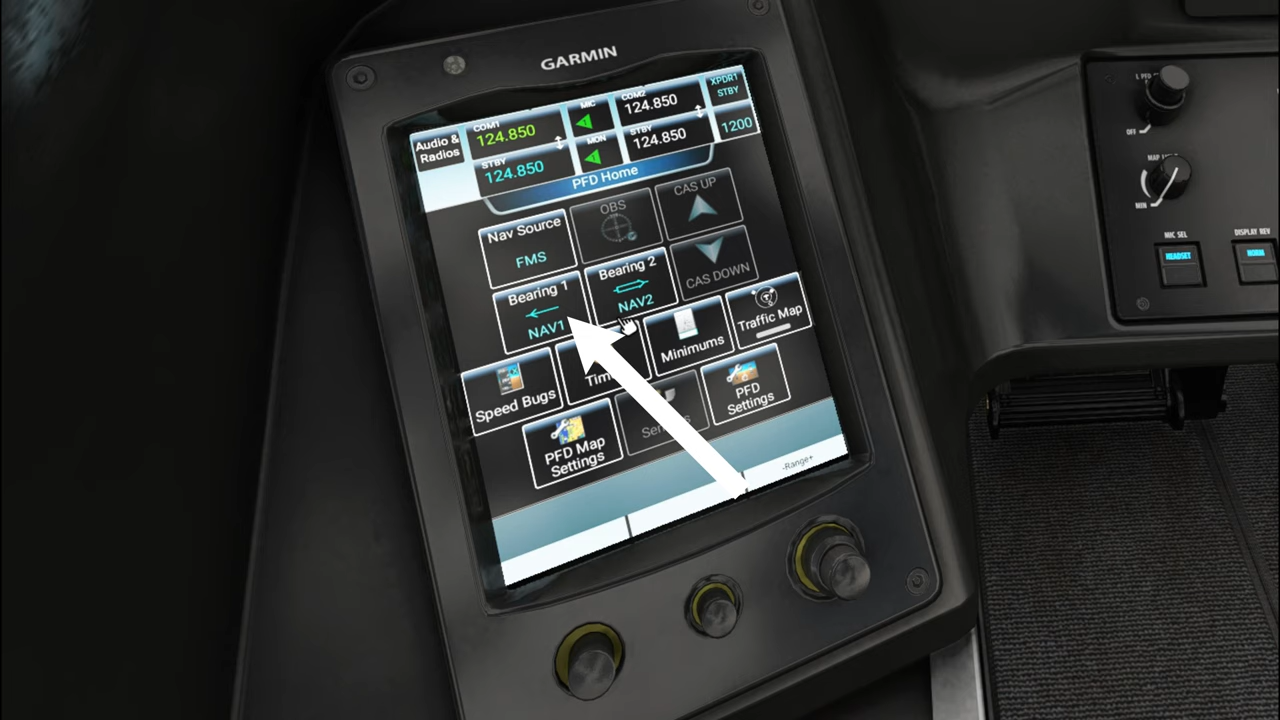 GARMIN
Audio &
Radios
COM1
124.850
STBY
124.850
MIC
MON
COM2
124.850
STBY
124.850
XPDR1
STBY
1200
PFD Home
Nav Source
FMS
OBS
CAS UP
Bearing 1
NAV1
Bearing 2
NAV2
CAS DOWN
Speed Bugs
Minimums
Traffic Map
PFD Map
Settings
PFD
Settings
-Range+
OFF
MIN
MIC SEL
HEADSET
DISPLAY REV
NORM